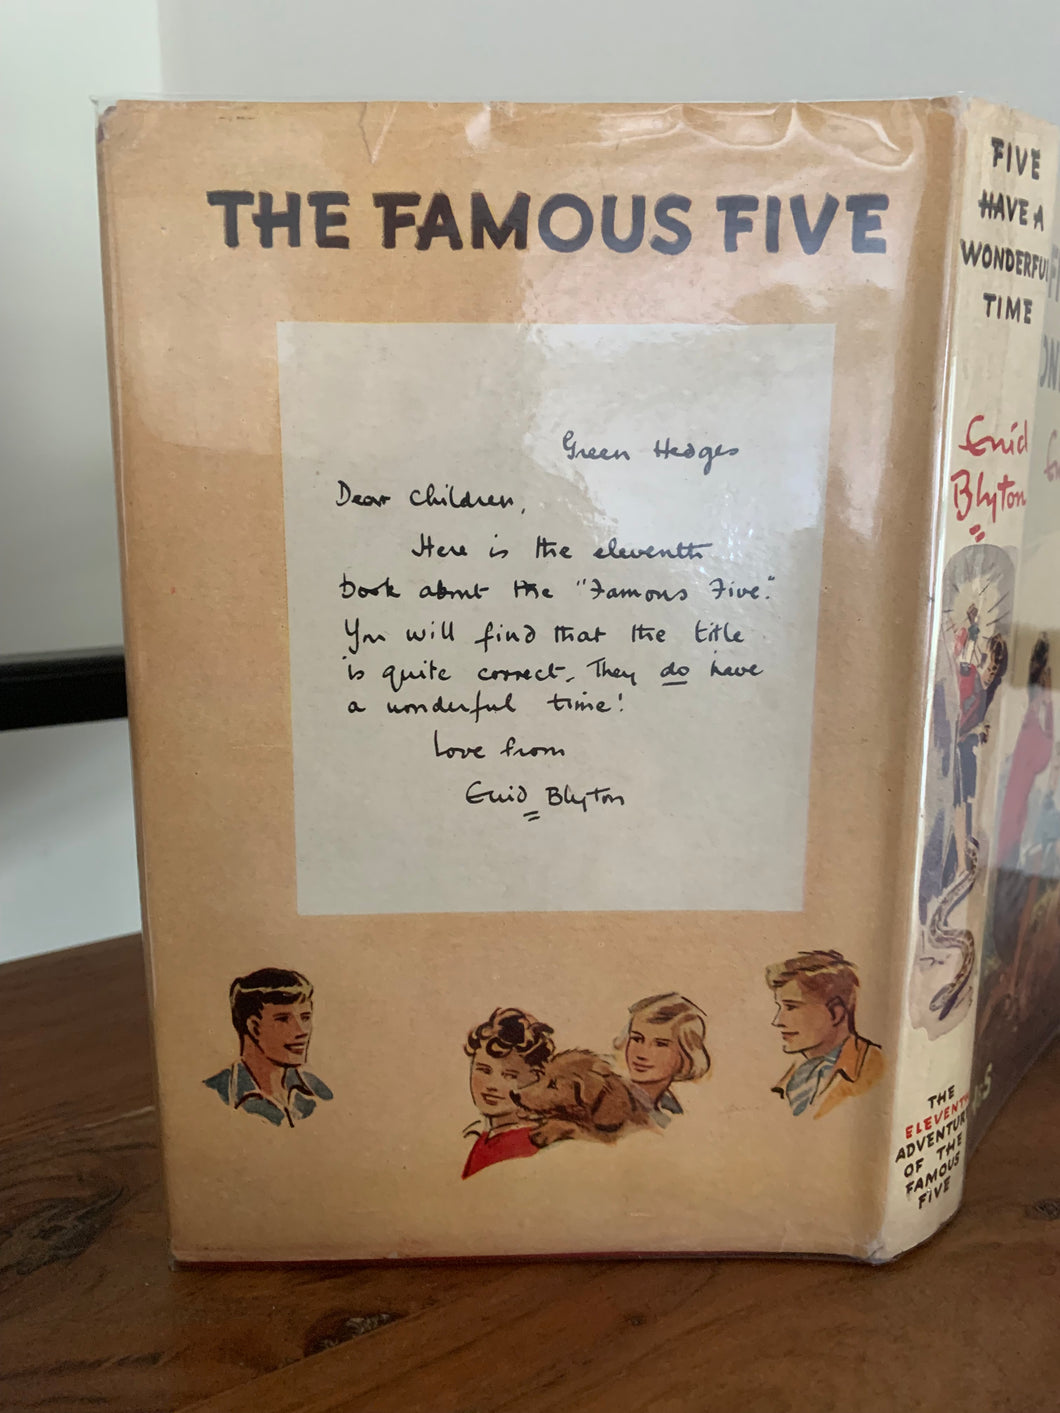 THE FAMOUS FIVE
Green Hedges
Dear Children,
Here is the eleventh
book about the "Famous Five."
You will find that the title
is quite correct. They do have
a wonderful time!
Love from
Enid Blyton
FIVE
HAVE A
WONDERFUL
TIME
Enid
Blyton
THE
ELEVENTH
ADVENTURE
OF THE
FAMOUS
FIVE